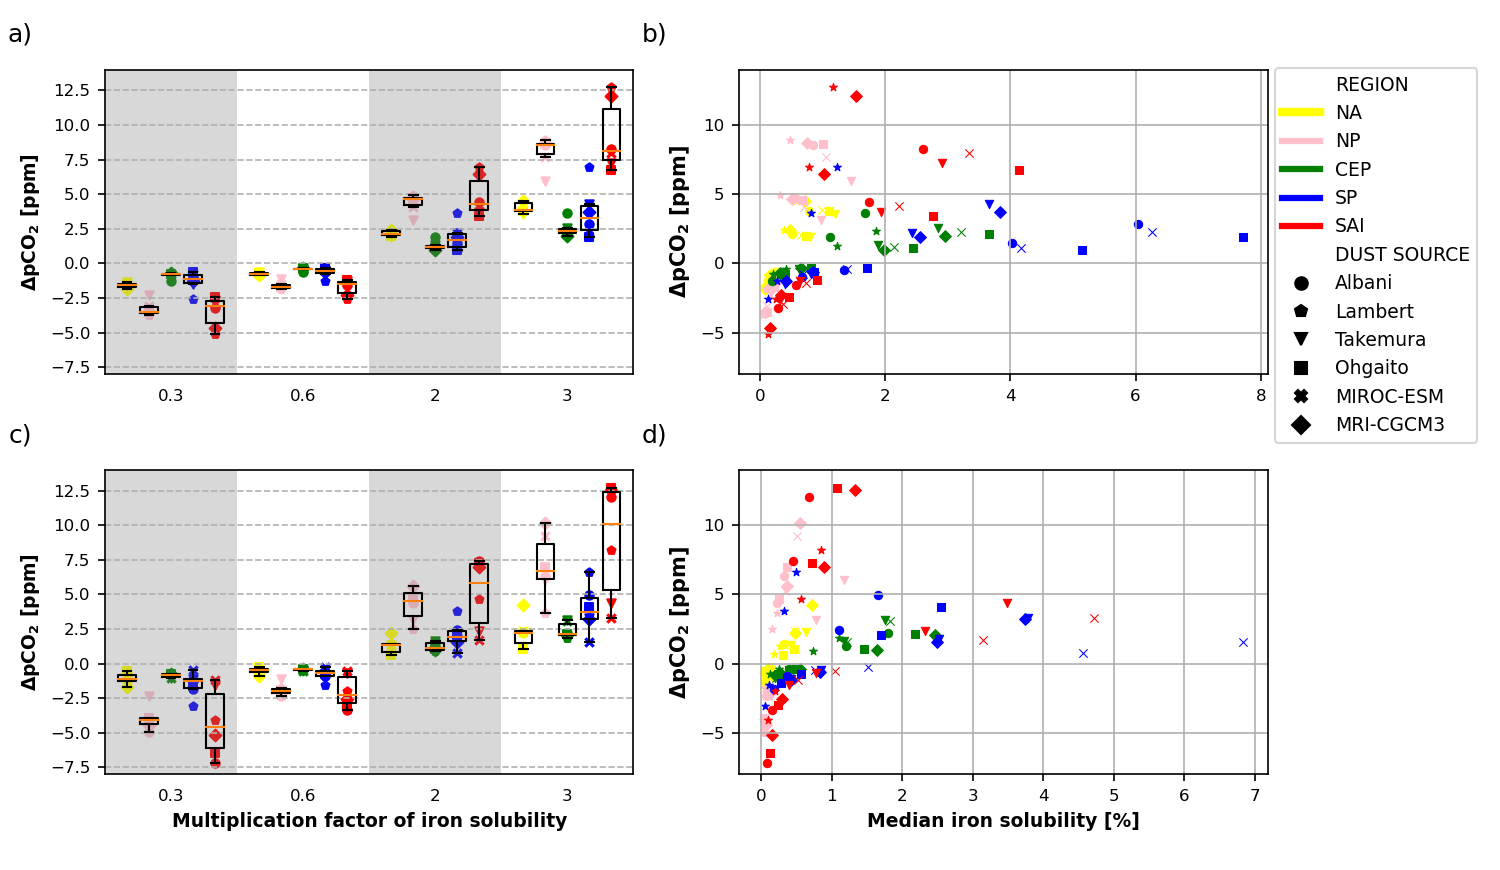 a)
ΔpCO₂ [ppm]
12.5
10.0
7.5
5.0
2.5
0.0
−2.5
−5.0
−7.5
0.3
0.6
2
3
b)
ΔpCO₂ [ppm]
10
5
0
−5
0
2
4
6
8
REGION
NA
NP
CEP
SP
SAI
DUST SOURCE
Albani
Lambert
Takemura
Ohgaito
MIROC-ESM
MRI-CGCM3
c)
ΔpCO₂ [ppm]
12.5
10.0
7.5
5.0
2.5
0.0
−2.5
−5.0
−7.5
0.3
0.6
2
3
Multiplication factor of iron solubility
d)
ΔpCO₂ [ppm]
10
5
0
−5
0
1
2
3
4
5
6
7
Median iron solubility [%]